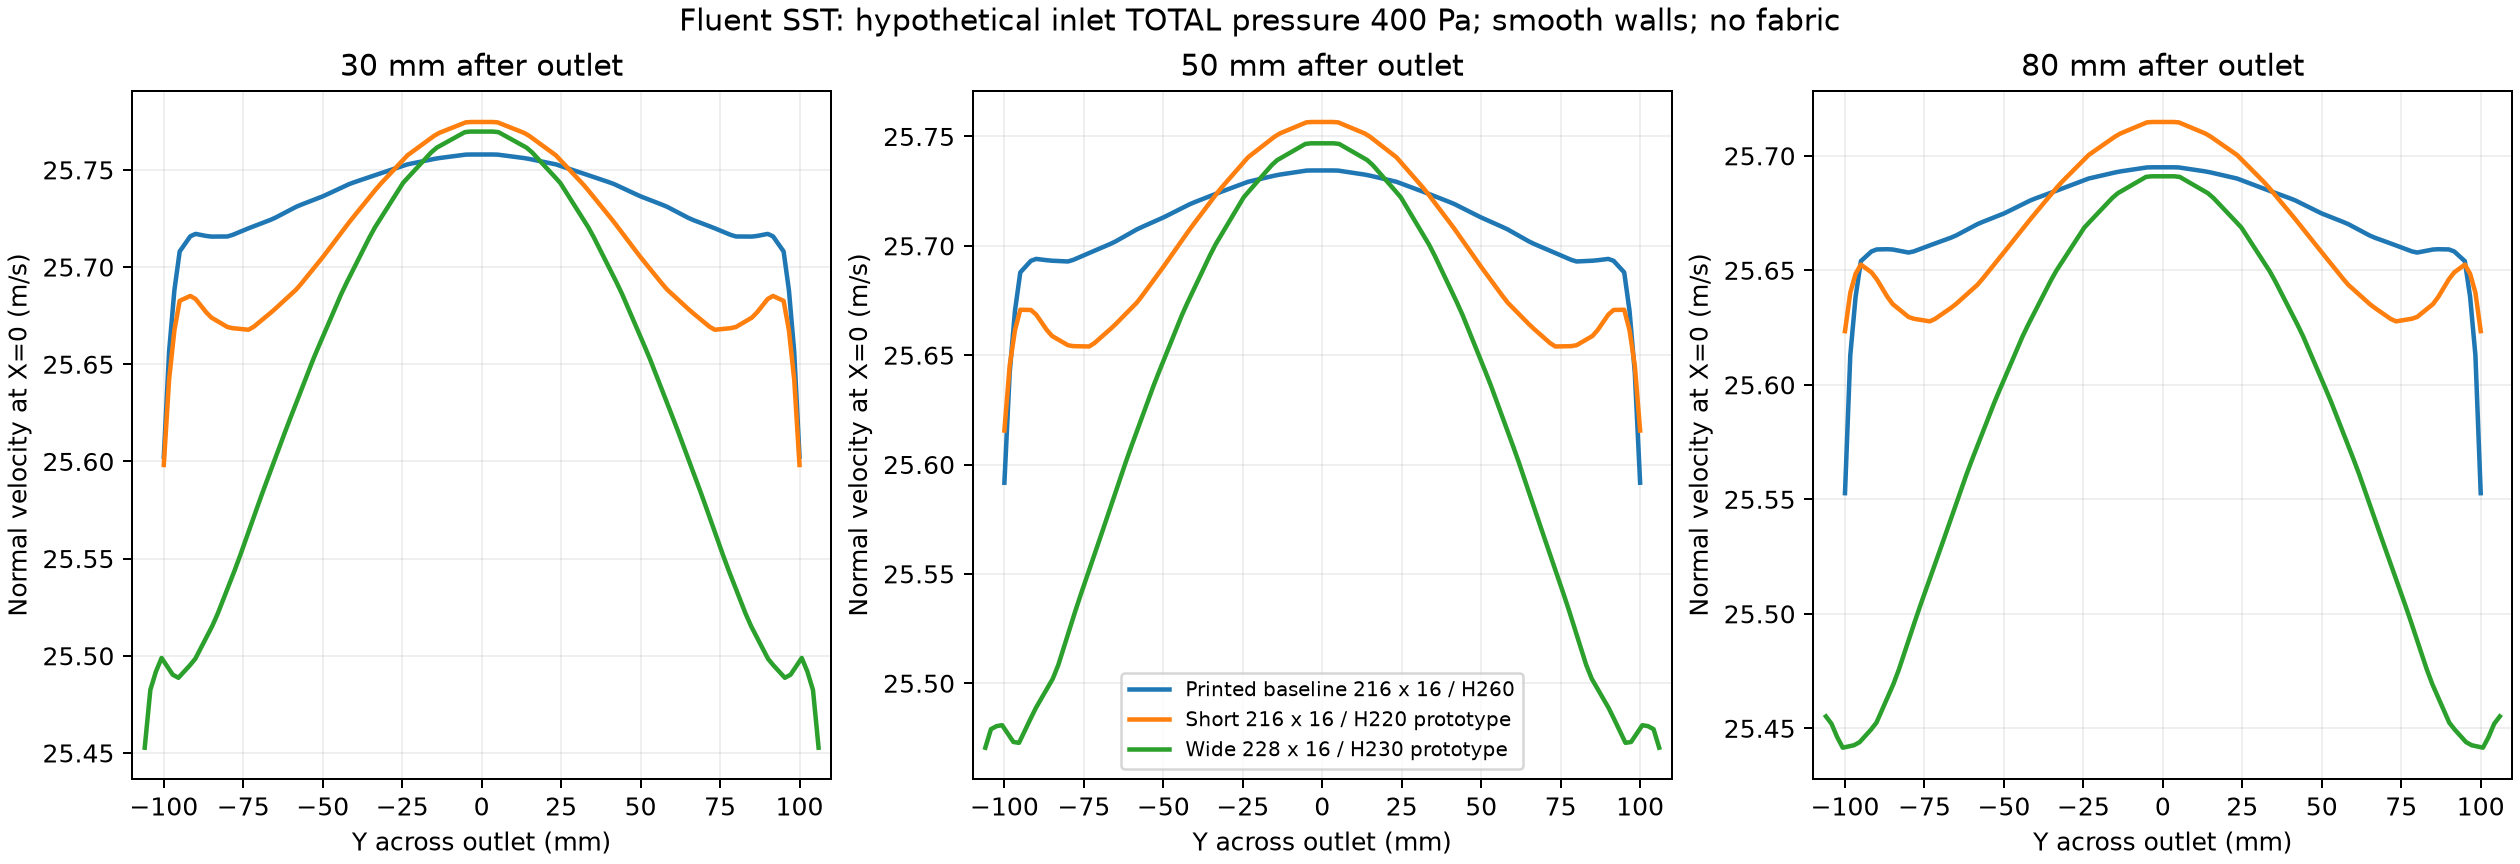 Fluent SST: hypothetical inlet TOTAL pressure 400 Pa; smooth walls; no fabric
30 mm after outlet
Normal velocity at X=0 (m/s)
25.75
25.70
25.65
25.60
25.55
25.50
25.45
−100 −75 −50 −25 0 25 50 75 100
Y across outlet (mm)
50 mm after outlet
Normal velocity at X=0 (m/s)
25.75
25.70
25.65
25.60
25.55
25.50
Printed baseline 216 x 16 / H260
Short 216 x 16 / H220 prototype
Wide 228 x 16 / H230 prototype
−100 −75 −50 −25 0 25 50 75 100
Y across outlet (mm)
80 mm after outlet
Normal velocity at X=0 (m/s)
25.70
25.65
25.60
25.55
25.50
25.45
−100 −75 −50 −25 0 25 50 75 100
Y across outlet (mm)